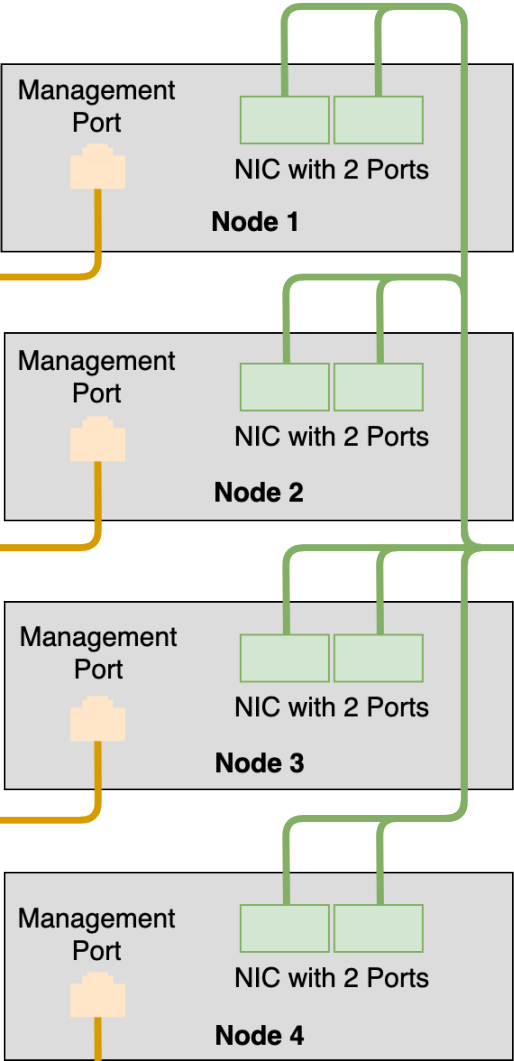 Management
Port
NIC with 2 Ports
Node 1
Management
Port
NIC with 2 Ports
Node 2
Management
Port
NIC with 2 Ports
Node 3
Management
Port
NIC with 2 Ports
Node 4